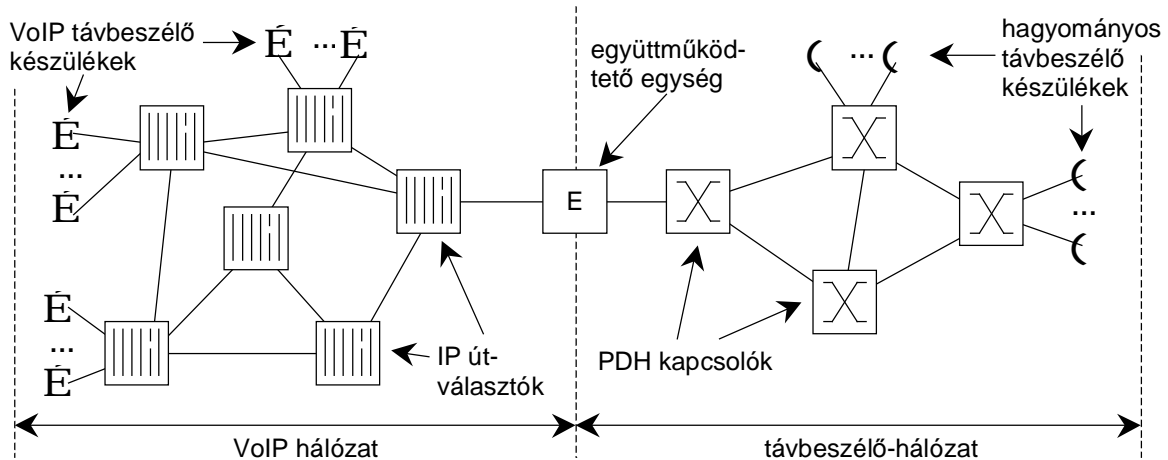 VoIP távbeszélő
készülékek
É ...É
É
...
É
É
...
É
együttműköd-
tető egység
E
hagyományos
távbeszélő
készülékek
...
...
IP út-
választók
PDH kapcsolók
VoIP hálózat
távbeszélő-hálózat